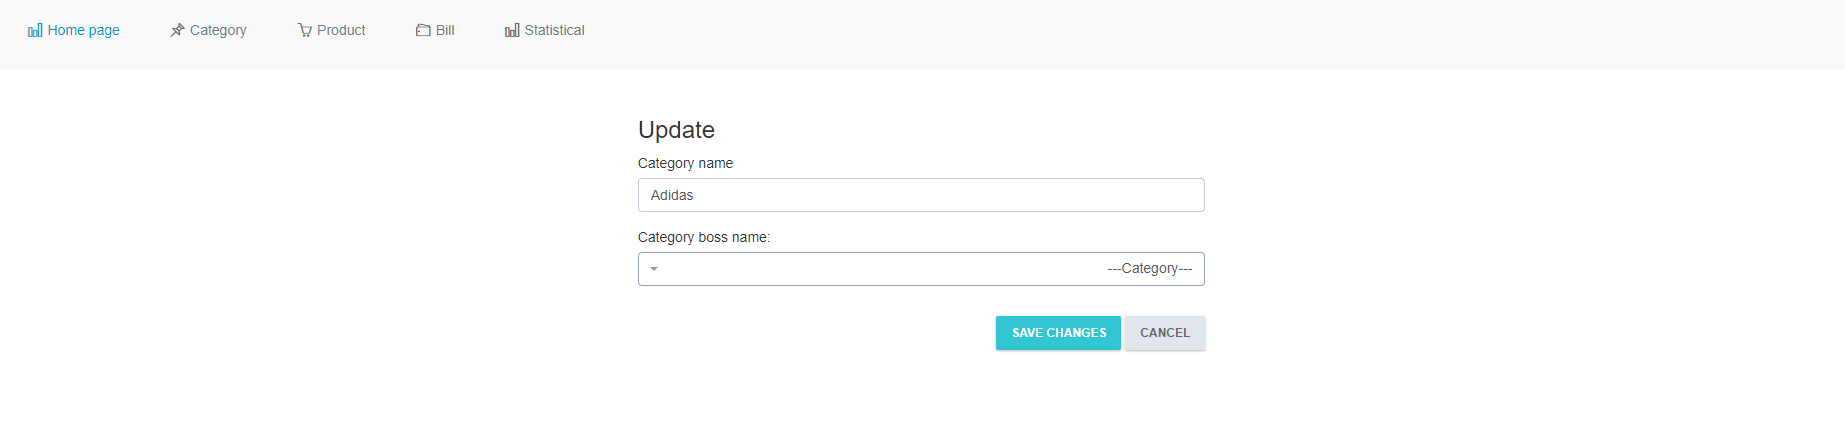 Home page Category Product Bill Statistical
Update
Category name
Adidas
Category boss name:
---Category---
SAVE CHANGES CANCEL